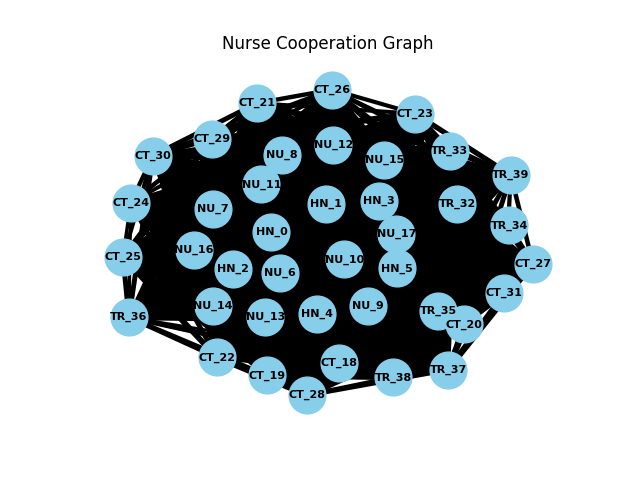 Nurse Cooperation Graph
CT_26
CT_21
CT_23
CT_29
NU_12
TR_33
CT_30
NU_8
NU_15
TR_39
NU_11
CT_24
NU_7
HN_1
HN_3
TR_32
TR_34
HN_0
NU_17
NU_16
CT_25
HN_2
NU_6
NU_10
HN_5
CT_27
CT_31
NU_14
NU_9
TR_35
TR_36
NU_13
HN_4
CT_20
CT_22
CT_18
CT_19
TR_38
TR_37
CT_28